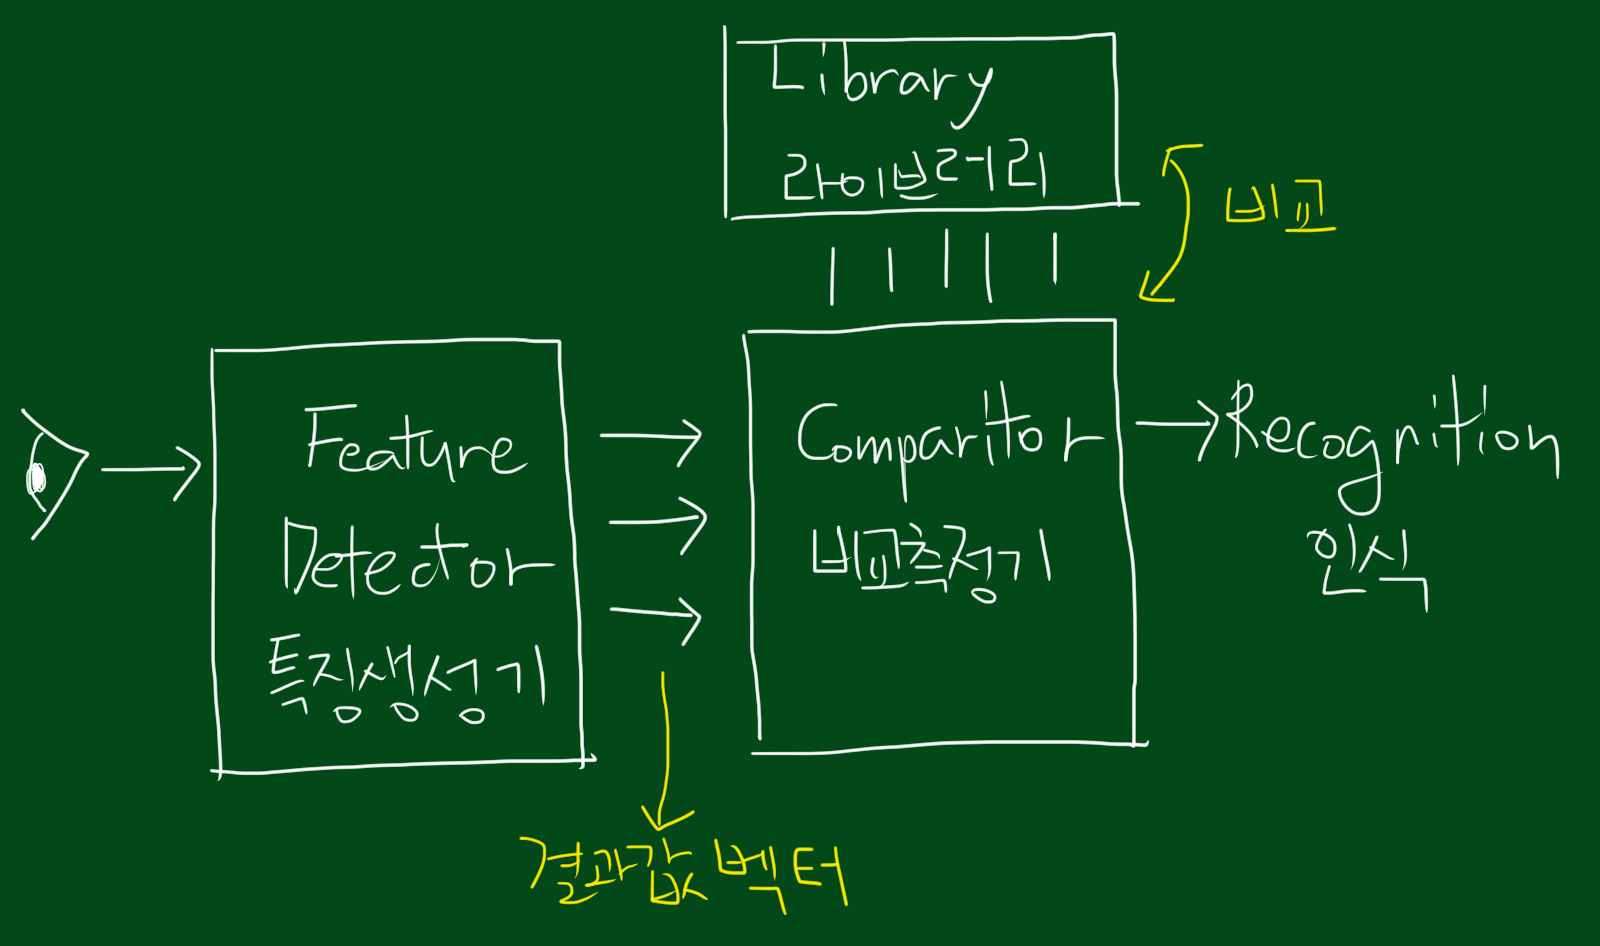 Library
라이브러리
비교
Feature
Detector
특징생성기
Comparitor
비교측정기
Recognition
인식
결과값 벡터